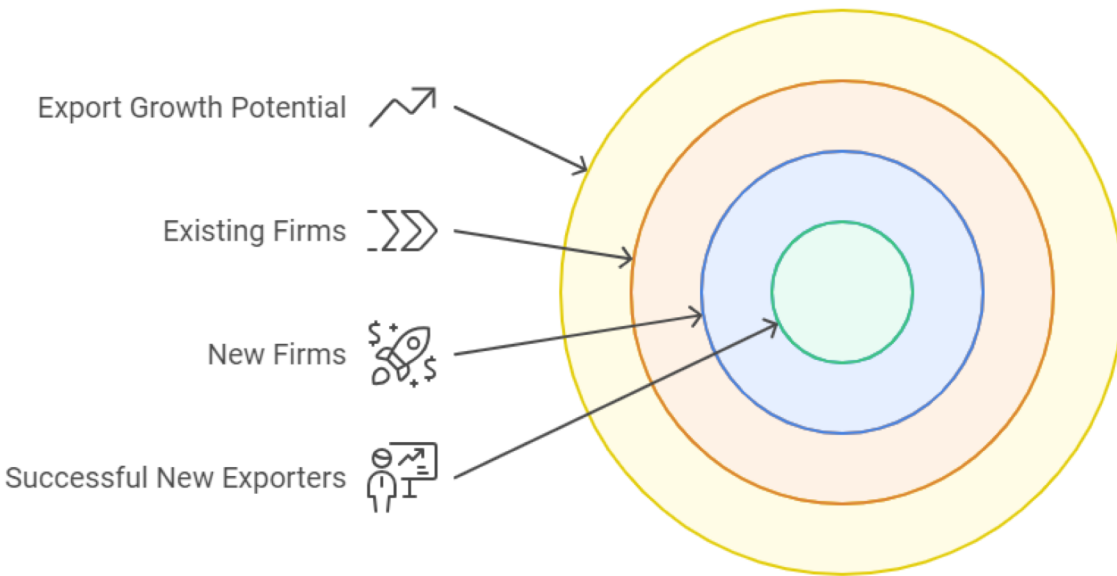 Export Growth Potential
Existing Firms
New Firms
Successful New Exporters